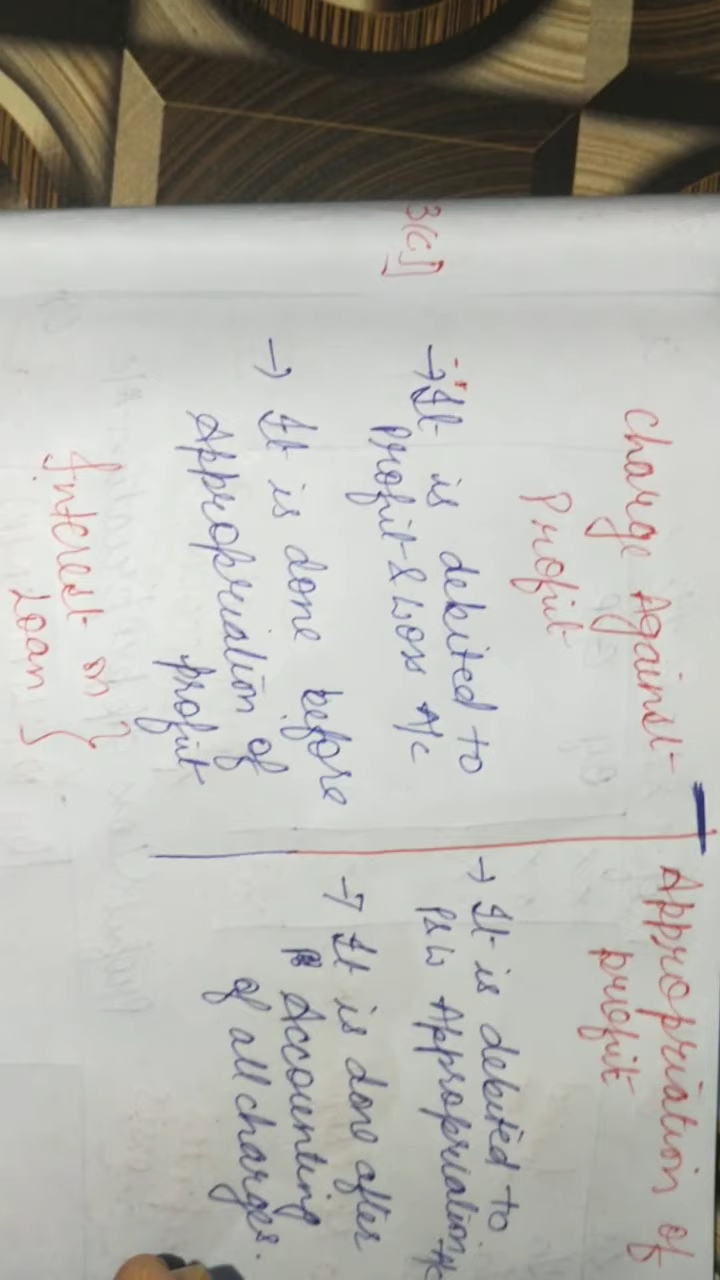 3(c)
Charge Against
Profit
→ It is debited to
Profit & Loss A/c
→ It is done before
Appropriation of
profit
Interest on
Loan
Appropriation of
profit
→ It is debited to
P&L Appropriation A/c
→ It is done after
Accounting
of all charges.